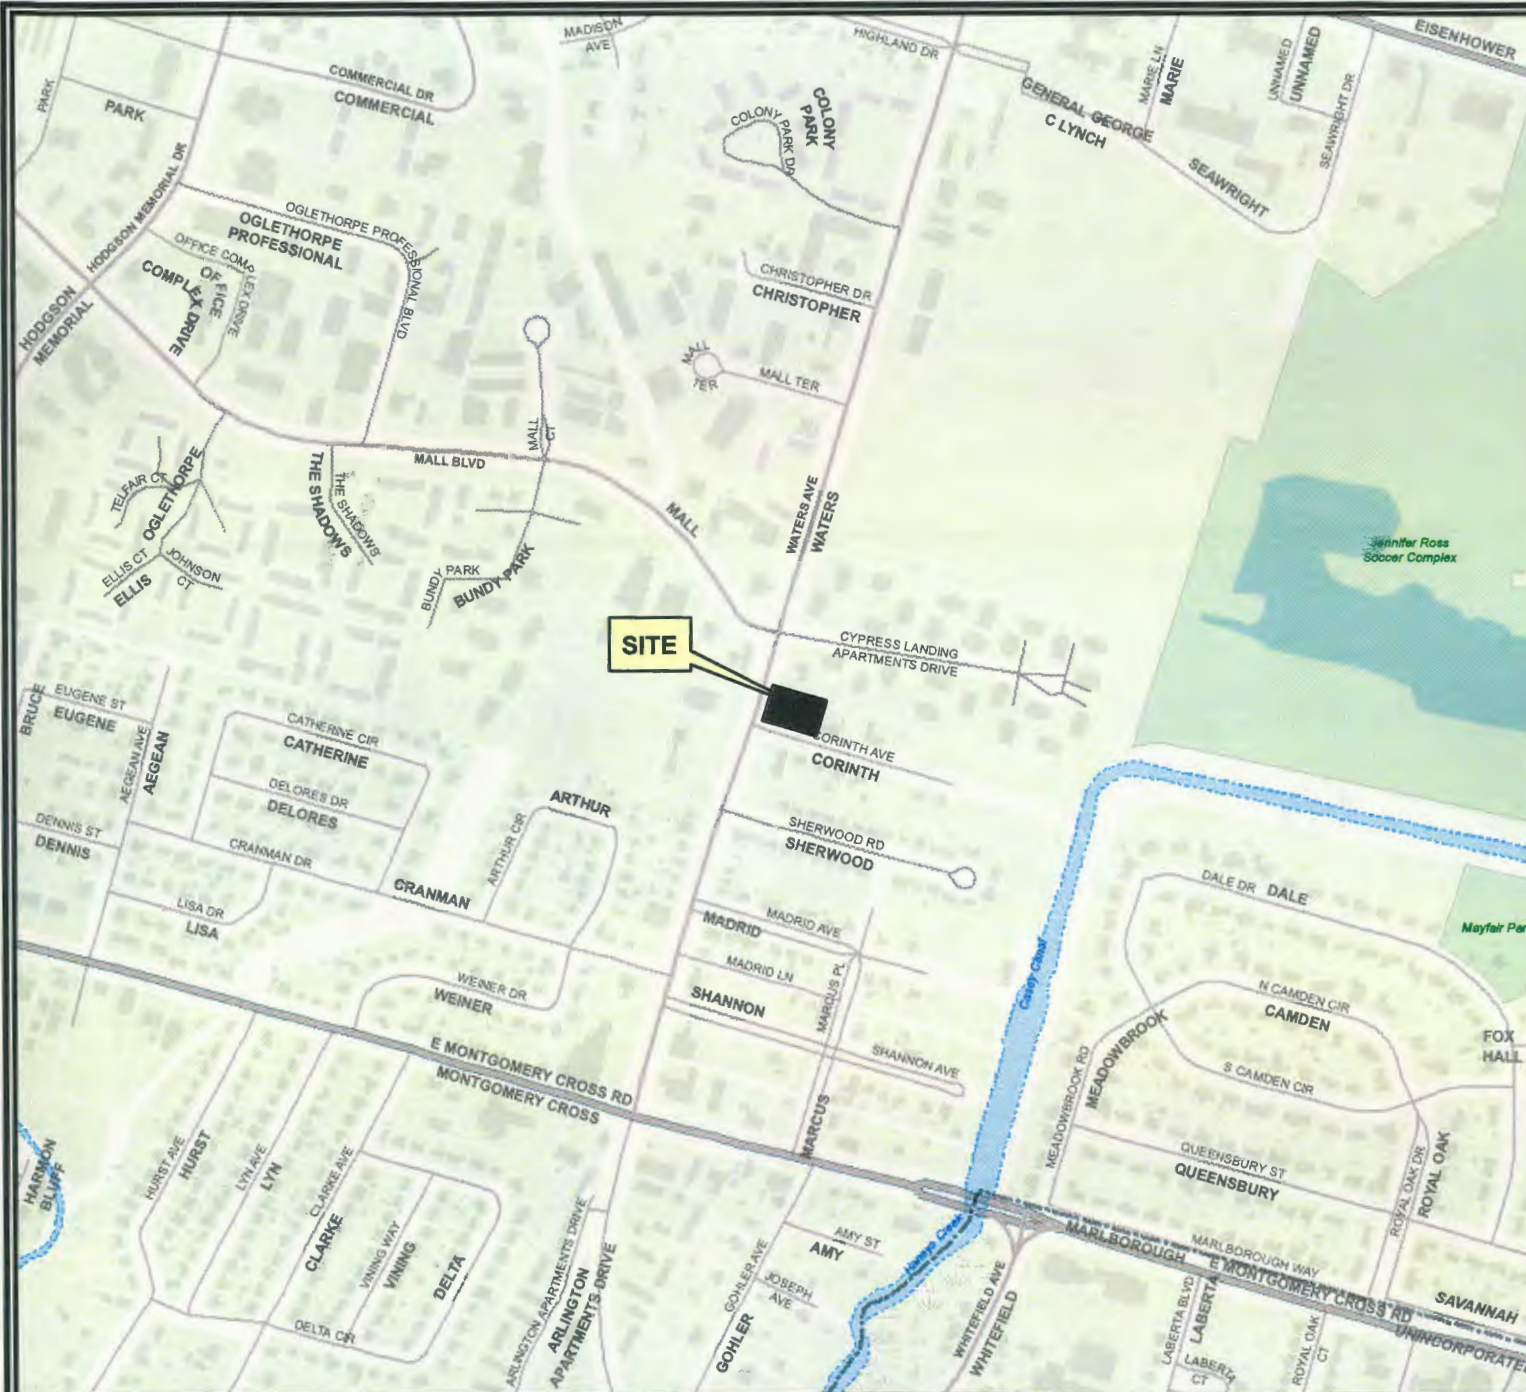 MADISON
AVE
HIGHLAND DR
EISENHOWER
COMMERCIAL DR
COMMERCIAL
PARK
PARK
COLONY
PARK
COLONY PARK DR
MARIE LN
MARIE
UNNAMED
UNNAMED
GENERAL GEORGE
C LYNCH
SEAWRIGHT DR
SEAWRIGHT
HODGSON MEMORIAL DR
HODGSON
MEMORIAL
OGLETHORPE PROFESSIONAL BLVD
OGLETHORPE
PROFESSIONAL
OFFICE COMPLEX DRIVE
OFFICE
COMPLEX DRIVE
CHRISTOPHER DR
CHRISTOPHER
MALL
TER
MALL TER
MALL
CT
MALL BLVD
MALL
WATERS AVE
WATERS
TELFAIR CT
OGLETHORPE
THE SHADOWS
THE SHADOWS
ELLIS CT
ELLIS
JOHNSON
CT
BUNDY
PARK
BUNDY PARK
Jennifer Ross
Soccer Complex
SITE
CYPRESS LANDING
APARTMENTS DRIVE
BRUCE
EUGENE ST
EUGENE
AEGEAN AVE
AEGEAN
CATHERINE CIR
CATHERINE
CORINTH AVE
CORINTH
DELORES DR
DELORES
ARTHUR CIR
ARTHUR
DENNIS ST
DENNIS
SHERWOOD RD
SHERWOOD
CRANMAN DR
CRANMAN
DALE DR
DALE
LISA DR
LISA
MADRID AVE
MADRID
Mayfair Par
MADRID LN
MARCUS PL
SHANNON
Casey Canal
WEINER DR
WEINER
N CAMDEN CIR
CAMDEN
FOX
HALL
MEADOWBROOK RD
MEADOWBROOK
SHANNON AVE
S CAMDEN CIR
E MONTGOMERY CROSS RD
MONTGOMERY CROSS
MARCUS
HARMON
BLUFF
HURST AVE
HURST
LYN AVE
LYN
CLARKE AVE
CLARKE
QUEENSBURY ST
QUEENSBURY
ROYAL OAK DR
ROYAL OAK
VINING WAY
VINING
DELTA
ARLINGTON APARTMENTS DRIVE
ARLINGTON
APARTMENTS DRIVE
AMY ST
AMY
MARLBOROUGH
MARLBOROUGH WAY
E MONTGOMERY CROSS RD
GOHLER AVE
GOHLER
JOSEPH
AVE
WHITEFIELD AVE
WHITEFIELD
LABERTA BLVD
LABERTA
SAVANNAH
UNINCORPORATED
DELTA CIR
LABERTA
CT
ROYAL OAK
CT